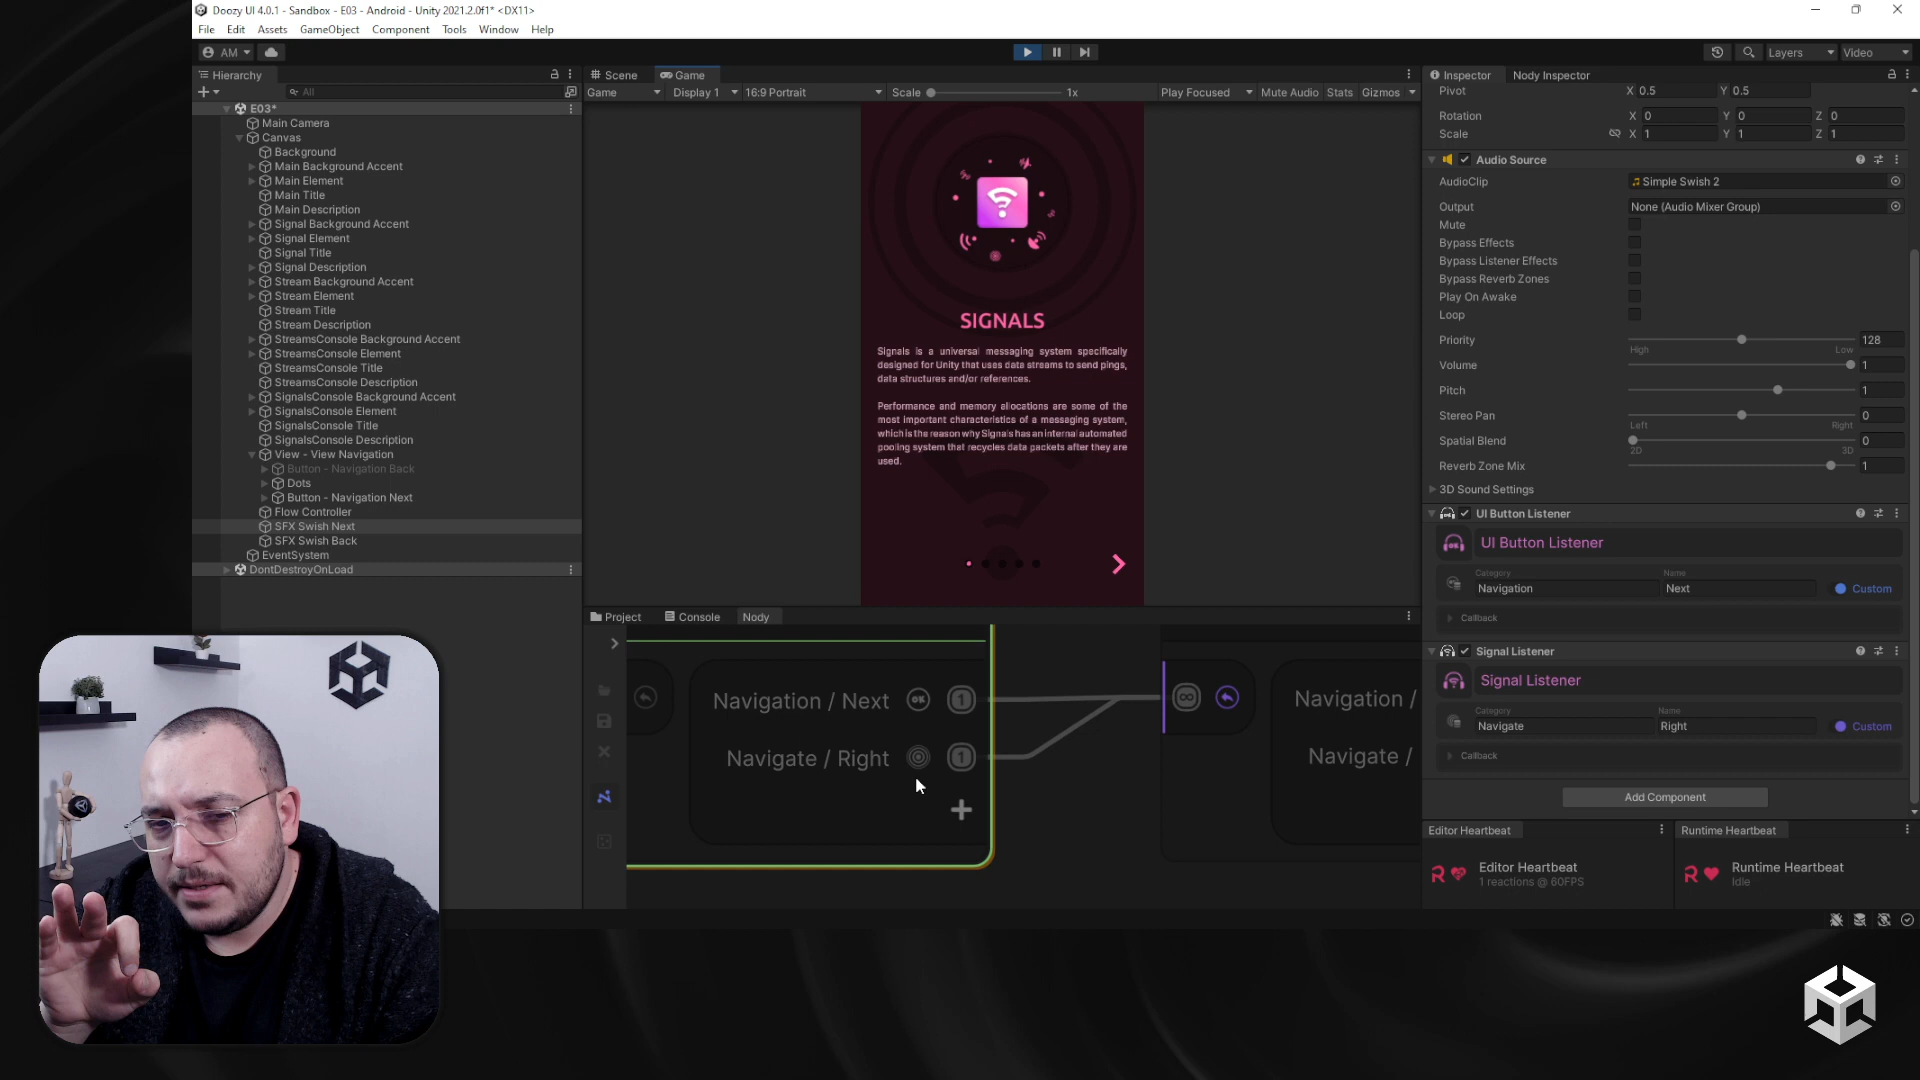 Doozy UI 4.0.1 - Sandbox - E03 - Android - Unity 2021.2.0f1* <DX11>
File Edit Assets GameObject Component Tools Window Help
AM
Layers
Video
Hierarchy
Scene
Game
Inspector
Node Inspector
All
Game
Display 1
16:9 Portrait
Scale
1x
Play Focused
Mute Audio
Stats
Gizmos
E03*
Main Camera
Canvas
Background
Main Background Accent
Main Element
Main Title
Main Description
Signal Background Accent
Signal Element
Signal Title
Signal Description
Stream Background Accent
Stream Element
Stream Title
Stream Description
StreamsConsole Background Accent
StreamsConsole Element
StreamsConsole Title
StreamsConsole Description
SignalsConsole Background Accent
SignalsConsole Element
SignalsConsole Title
SignalsConsole Description
View - View Navigation
Button - Navigation Back
Dots
Button - Navigation Next
Flow Controller
SFX Swish Next
SFX Swish Back
EventSystem
DontDestroyOnLoad
SIGNALS
Signals is a universal messaging system specifically
designed for Unity that uses data streams to send pings,
data structures and/or references.
Performance and memory allocations are some of the
most important characteristics of a messaging system,
which is the reason why Signals has an internal automated
pooling system that recycles data packets after they are
used.
Project
Console
Nody
Navigation / Next OK 1
Navigate / Right 1
Navigation /
Navigate /
Pivot X 0.5 Y 0.5
Rotation X 0 Y 0 Z 0
Scale X 1 Y 1 Z 1
Audio Source
AudioClip Simple Swish 2
Output None (Audio Mixer Group)
Mute
Bypass Effects
Bypass Listener Effects
Bypass Reverb Zones
Play On Awake
Loop
Priority 128
High Low
Volume 1
Pitch 1
Stereo Pan 0
Left Right
Spatial Blend 0
2D 3D
Reverb Zone Mix 1
3D Sound Settings
UI Button Listener
UI Button Listener
Category Name
Navigation Next Custom
Callback
Signal Listener
Signal Listener
Category Name
Navigate Right Custom
Callback
Add Component
Editor Heartbeat
Runtime Heartbeat
Editor Heartbeat
1 reactions @ 60FPS
Runtime Heartbeat
Idle